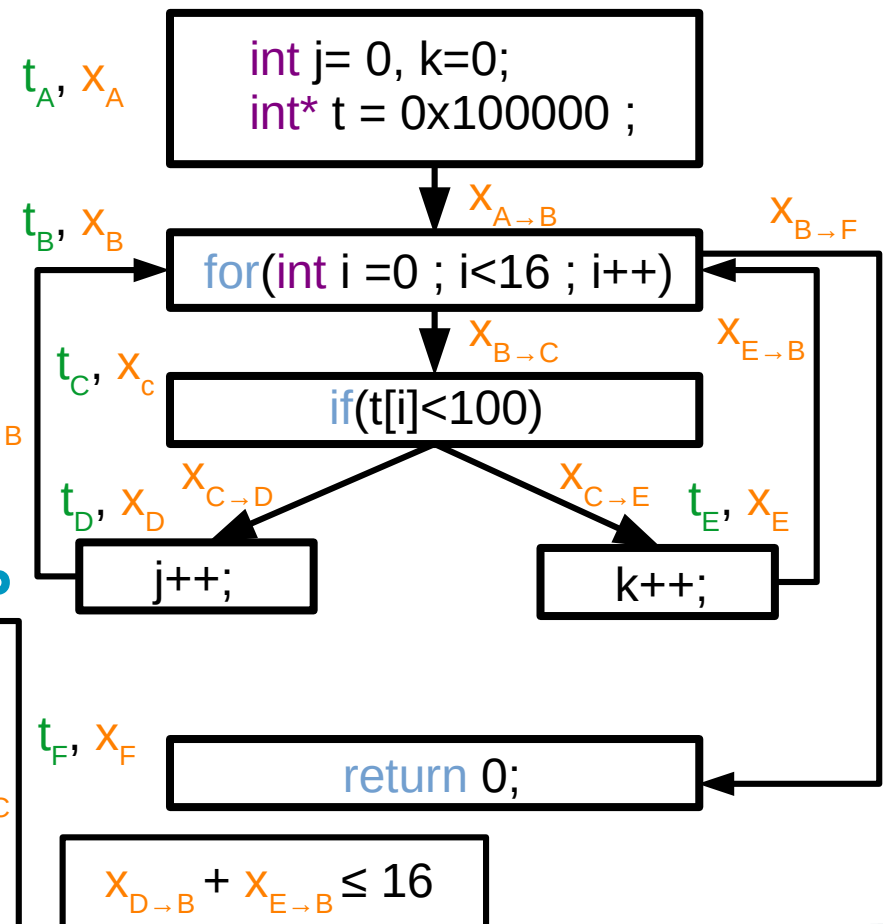 int j= 0, k=0;
t_A, x_A
int* t = 0x100000 ;
x_A→B
x_B→F
t_B, x_B
for(int i =0 ; i<16 ; i++)
x_B→C
x_E→B
t_C, x_c
if(t[i]<100)
B
x_C→D
x_C→E
t_D, x_D
t_E, x_E
j++;
k++;
t_F, x_F
return 0;
C
x_D→B + x_E→B ≤ 16